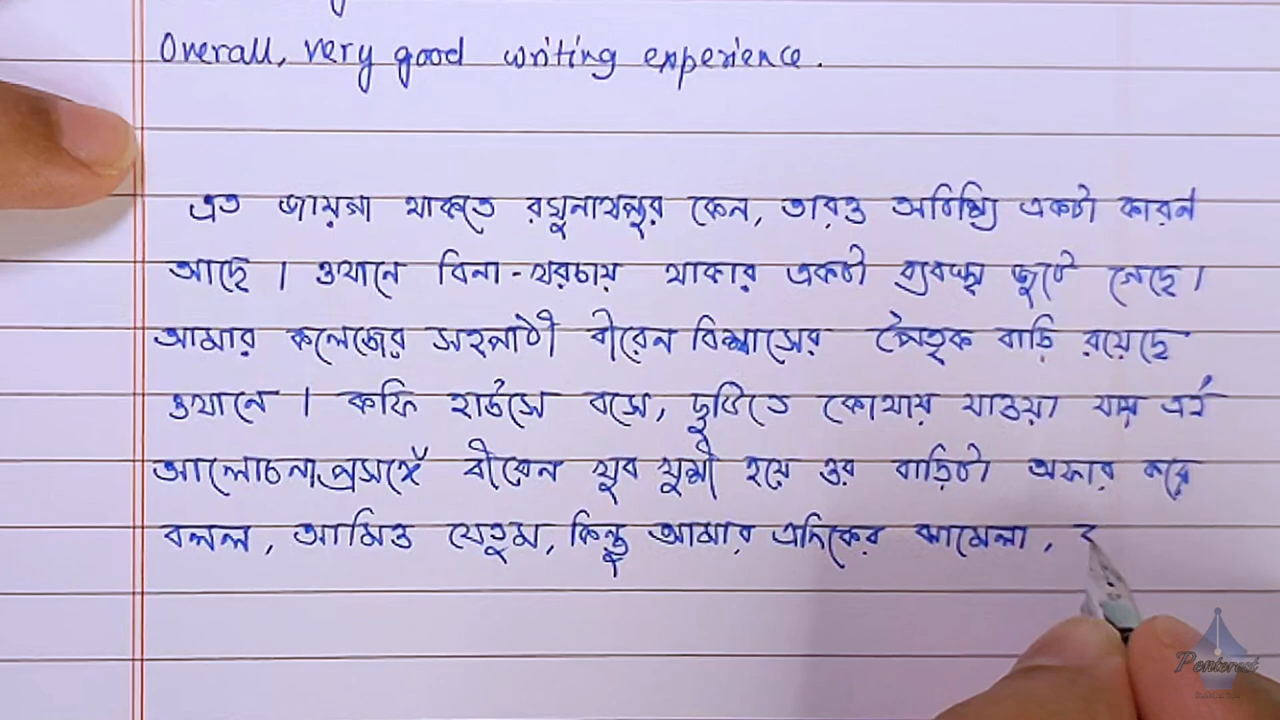 Overall, very good writing experience.
এত জায়গা থাকতে রঘুনাথপুর কেন, তারও অবিশ্যি একটা কারণ
আছে। ওখানে বিনা-খরচায় থাকার একটা ব্যবস্থা জুটে গেছে।
আমার কলেজের সহপাঠী বীরেন বিশ্বাসের পৈতৃক বাড়ি রয়েছে
ওখানে। কফি হাউসে বসে, ছুটিতে কোথায় যাওয়া যায় এই
আলোচনাপ্রসঙ্গে বীরেন খুব খুশী হয়ে ওর বাড়িটা অফার করে
বলল, আমিও যেতুম, কিন্তু আমার এদিকের ঝামেলা,
Penterest